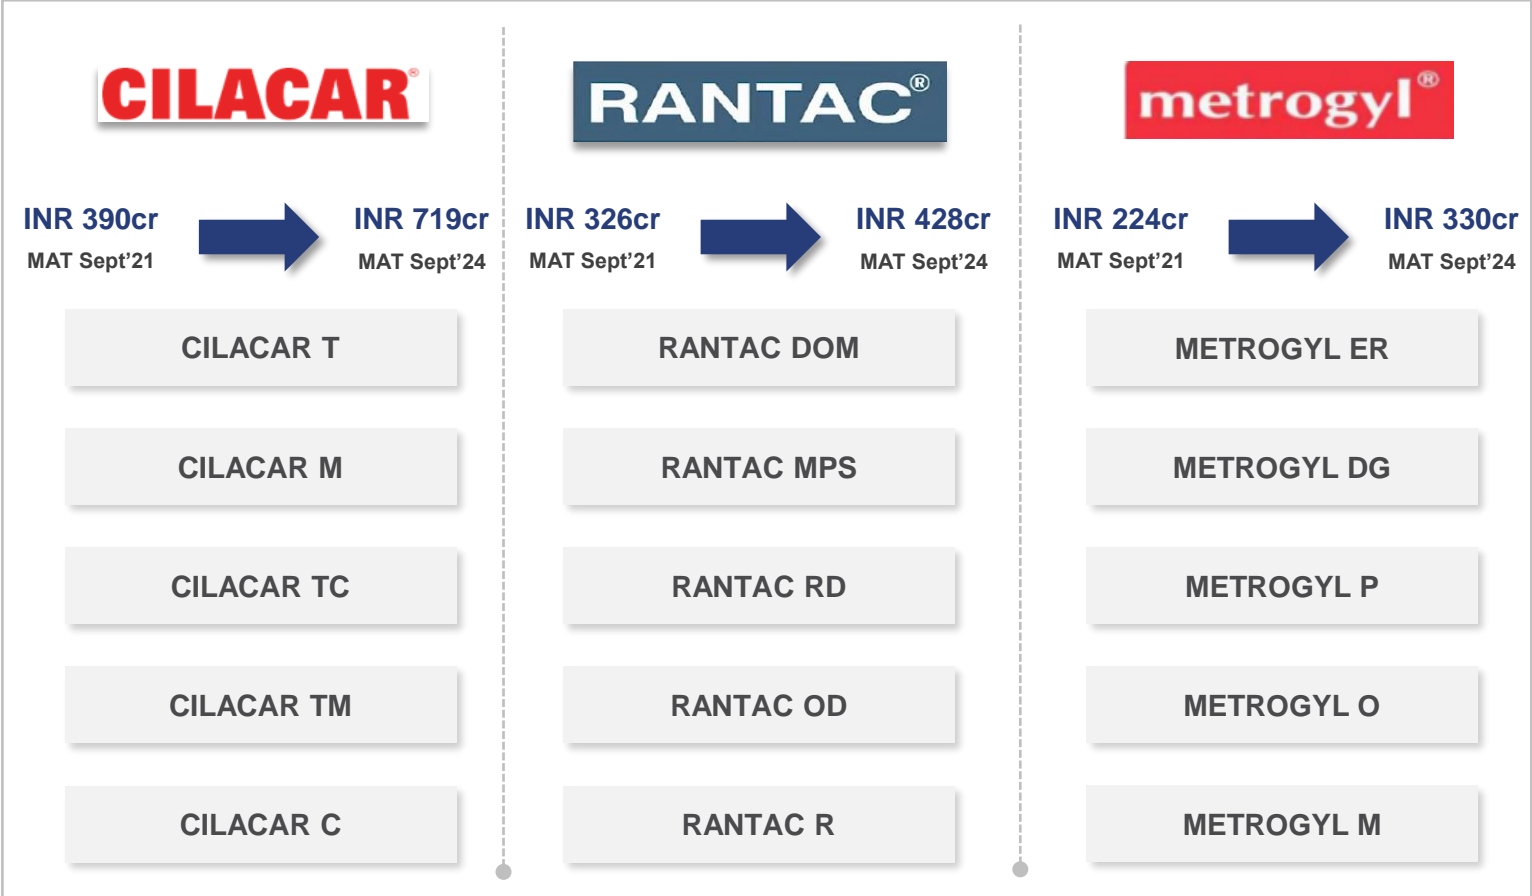 CILACAR®
INR 390cr
MAT Sept’21
INR 719cr
MAT Sept’24
CILACAR T
CILACAR M
CILACAR TC
CILACAR TM
CILACAR C
RANTAC®
INR 326cr
MAT Sept’21
INR 428cr
MAT Sept’24
RANTAC DOM
RANTAC MPS
RANTAC RD
RANTAC OD
RANTAC R
metrogyl®
INR 224cr
MAT Sept’21
INR 330cr
MAT Sept’24
METROGYL ER
METROGYL DG
METROGYL P
METROGYL O
METROGYL M